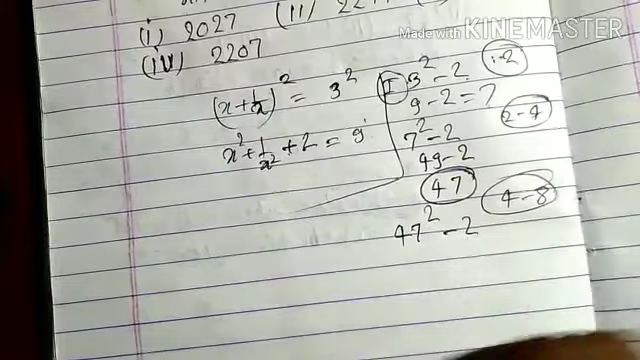 Made with KINEMASTER
(i) 2027 (ii)
(iv) 2207
(x+1/x)² = 3²
x²+1/x²+2 = 9
3²-2 1-2
9-2=7
2-4
7²-2
49-2
47 4-8
47²-2